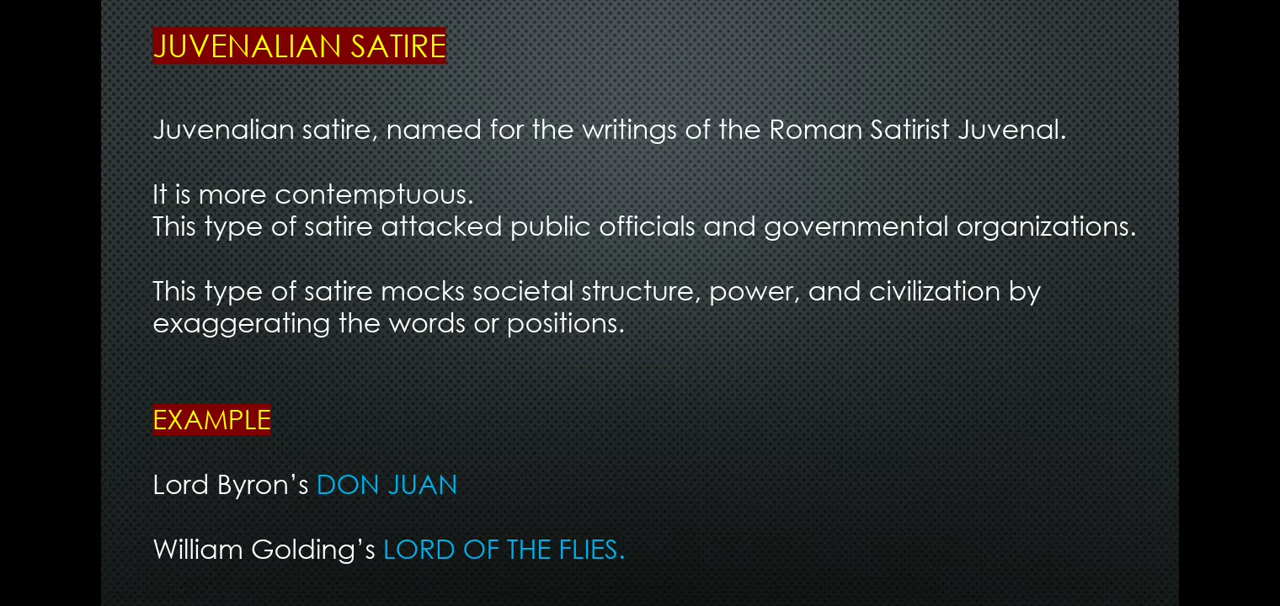 JUVENALIAN SATIRE
Juvenalian satire, named for the writings of the Roman Satirist Juvenal.
It is more contemptuous.
This type of satire attacked public officials and governmental organizations.
This type of satire mocks societal structure, power, and civilization by
exaggerating the words or positions.
EXAMPLE
Lord Byron’s DON JUAN
William Golding’s LORD OF THE FLIES.